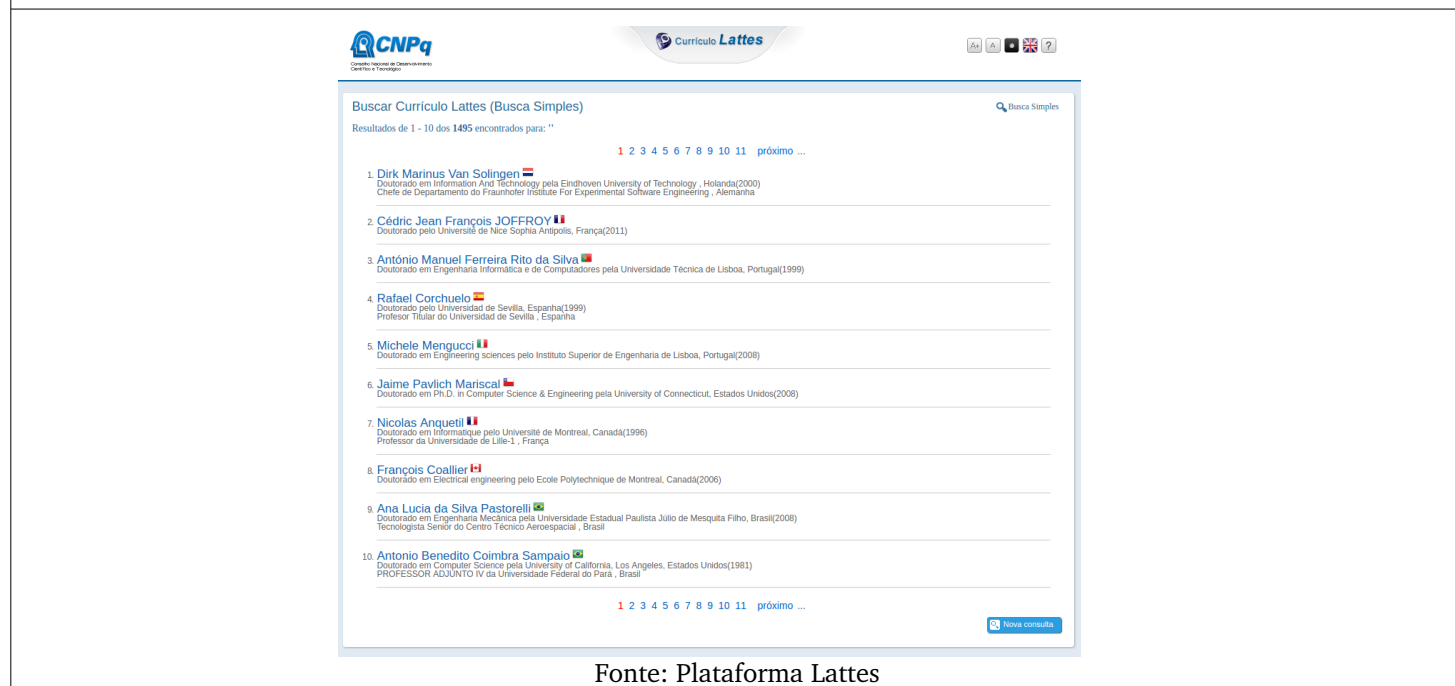 CNPq
Conselho Nacional de Desenvolvimento
Científico e Tecnológico
Currículo Lattes
A+ A ?
Buscar Currículo Lattes (Busca Simples)
Busca Simples
Resultados de 1 - 10 dos 1495 encontrados para: ''
1 2 3 4 5 6 7 8 9 10 11 próximo ...
1. Dirk Marinus Van Solingen
Doutorado em Information And Technology pela Eindhoven University of Technology , Holanda(2000)
Chefe de Departamento do Fraunhofer Institute For Experimental Software Engineering , Alemanha
2. Cédric Jean François JOFFROY
Doutorado pelo Université de Nice Sophia Antipolis, França(2011)
3. António Manuel Ferreira Rito da Silva
Doutorado em Engenharia Informática e de Computadores pela Universidade Técnica de Lisboa, Portugal(1999)
4. Rafael Corchuelo
Doutorado pelo Universidad de Sevilla, Espanha(1999)
Profesor Titular do Universidad de Sevilla , Espanha
5. Michele Mengucci
Doutorado em Engineering sciences pelo Instituto Superior de Engenharia de Lisboa, Portugal(2008)
6. Jaime Pavlich Mariscal
Doutorado em Ph.D. in Computer Science & Engineering pela University of Connecticut, Estados Unidos(2008)
7. Nicolas Anquetil
Doutorado em Informatique pelo Université de Montreal, Canadá(1996)
Professor da Universidade de Lille-1 , França
8. François Coallier
Doutorado em Electrical engineering pelo Ecole Polytechnique de Montreal, Canadá(2006)
9. Ana Lucia da Silva Pastorelli
Doutorado em Engenharia Mecânica pela Universidade Estadual Paulista Júlio de Mesquita Filho, Brasil(2008)
Tecnologista Senior do Centro Técnico Aeroespacial , Brasil
10. Antonio Benedito Coimbra Sampaio
Doutorado em Computer Science pela University of California, Los Angeles, Estados Unidos(1981)
PROFESSOR ADJUNTO IV da Universidade Federal do Pará , Brasil
1 2 3 4 5 6 7 8 9 10 11 próximo ...
Nova consulta
Fonte: Plataforma Lattes